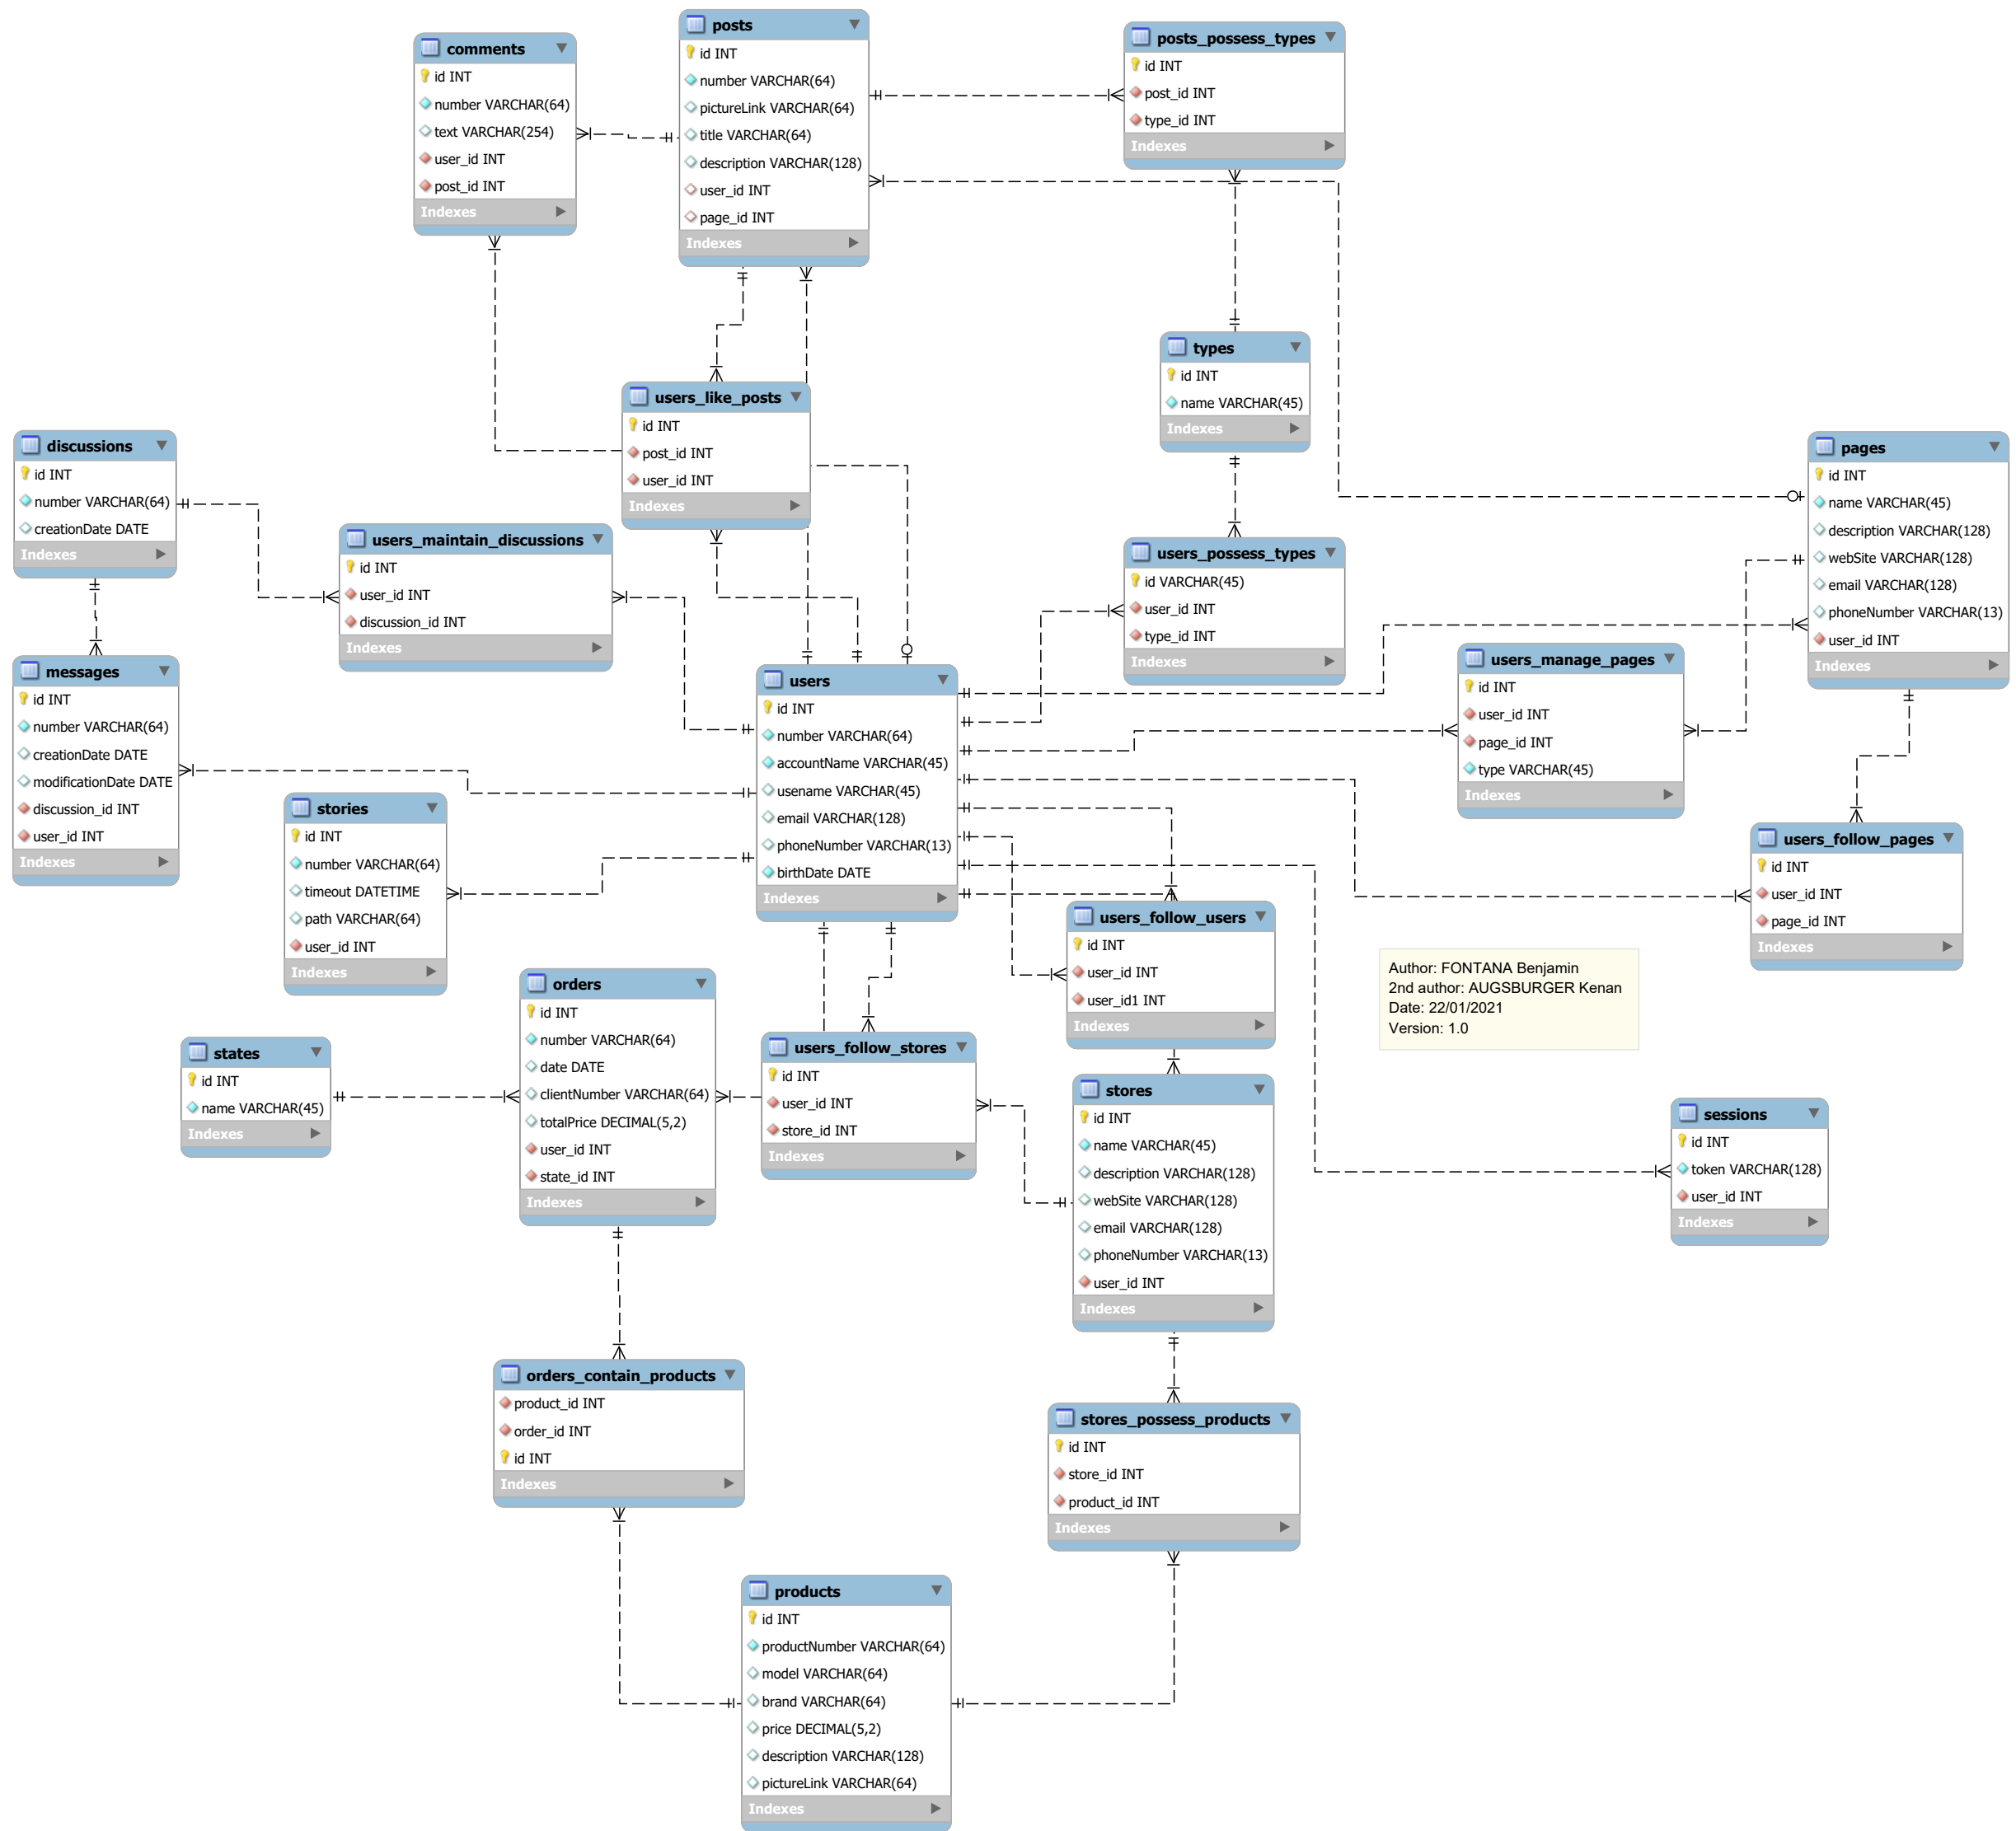 posts
id INT
number VARCHAR(64)
pictureLink VARCHAR(64)
title VARCHAR(64)
description VARCHAR(128)
user_id INT
page_id INT
Indexes
comments
id INT
number VARCHAR(64)
text VARCHAR(254)
user_id INT
post_id INT
Indexes
posts_possess_types
id INT
post_id INT
type_id INT
Indexes
types
id INT
name VARCHAR(45)
Indexes
users_like_posts
id INT
post_id INT
user_id INT
Indexes
discussions
id INT
number VARCHAR(64)
creationDate DATE
Indexes
pages
id INT
name VARCHAR(45)
description VARCHAR(128)
webSite VARCHAR(128)
email VARCHAR(128)
phoneNumber VARCHAR(13)
user_id INT
Indexes
users_maintain_discussions
id INT
user_id INT
discussion_id INT
Indexes
users_possess_types
id VARCHAR(45)
user_id INT
type_id INT
Indexes
messages
id INT
number VARCHAR(64)
creationDate DATE
modificationDate DATE
discussion_id INT
user_id INT
Indexes
users
id INT
number VARCHAR(64)
accountName VARCHAR(45)
usename VARCHAR(45)
email VARCHAR(128)
phoneNumber VARCHAR(13)
birthDate DATE
Indexes
users_manage_pages
id INT
user_id INT
page_id INT
type VARCHAR(45)
Indexes
stories
id INT
number VARCHAR(64)
timeout DATETIME
path VARCHAR(64)
user_id INT
Indexes
users_follow_pages
id INT
user_id INT
page_id INT
Indexes
users_follow_users
id INT
user_id INT
user_id1 INT
Indexes
Author: FONTANA Benjamin
2nd author: AUGSBURGER Kenan
Date: 22/01/2021
Version: 1.0
orders
id INT
number VARCHAR(64)
date DATE
clientNumber VARCHAR(64)
totalPrice DECIMAL(5,2)
user_id INT
state_id INT
Indexes
states
id INT
name VARCHAR(45)
Indexes
users_follow_stores
id INT
user_id INT
store_id INT
Indexes
stores
id INT
name VARCHAR(45)
description VARCHAR(128)
webSite VARCHAR(128)
email VARCHAR(128)
phoneNumber VARCHAR(13)
user_id INT
Indexes
sessions
id INT
token VARCHAR(128)
user_id INT
Indexes
orders_contain_products
product_id INT
order_id INT
id INT
Indexes
stores_possess_products
id INT
store_id INT
product_id INT
Indexes
products
id INT
productNumber VARCHAR(64)
model VARCHAR(64)
brand VARCHAR(64)
price DECIMAL(5,2)
description VARCHAR(128)
pictureLink VARCHAR(64)
Indexes